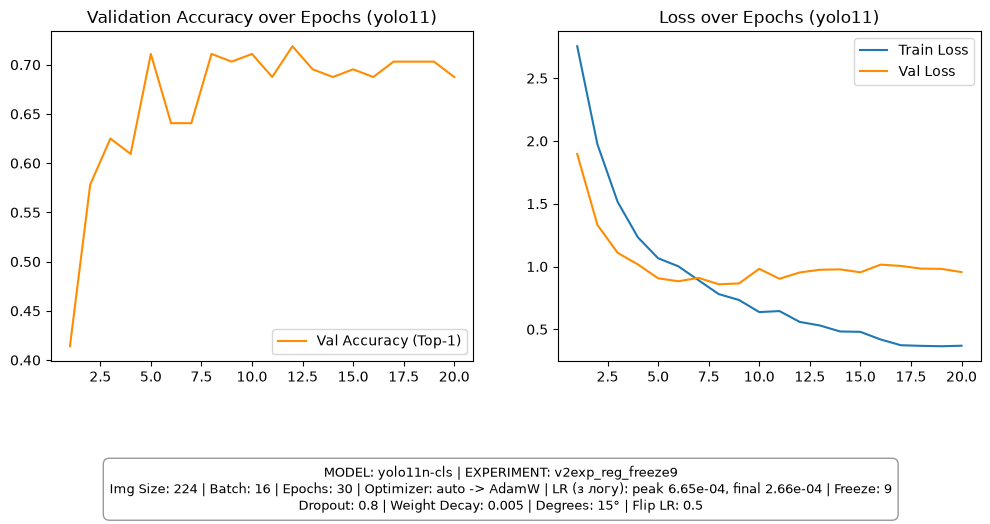 Validation Accuracy over Epochs (yolo11)
0.70
0.65
0.60
0.55
0.50
0.45
0.40
Val Accuracy (Top-1)
2.5 5.0 7.5 10.0 12.5 15.0 17.5 20.0
Loss over Epochs (yolo11)
Train Loss
Val Loss
2.5
2.0
1.5
1.0
0.5
2.5 5.0 7.5 10.0 12.5 15.0 17.5 20.0
MODEL: yolo11n-cls | EXPERIMENT: v2exp_reg_freeze9
Img Size: 224 | Batch: 16 | Epochs: 30 | Optimizer: auto -> AdamW | LR (з логу): peak 6.65e-04, final 2.66e-04 | Freeze: 9
Dropout: 0.8 | Weight Decay: 0.005 | Degrees: 15° | Flip LR: 0.5